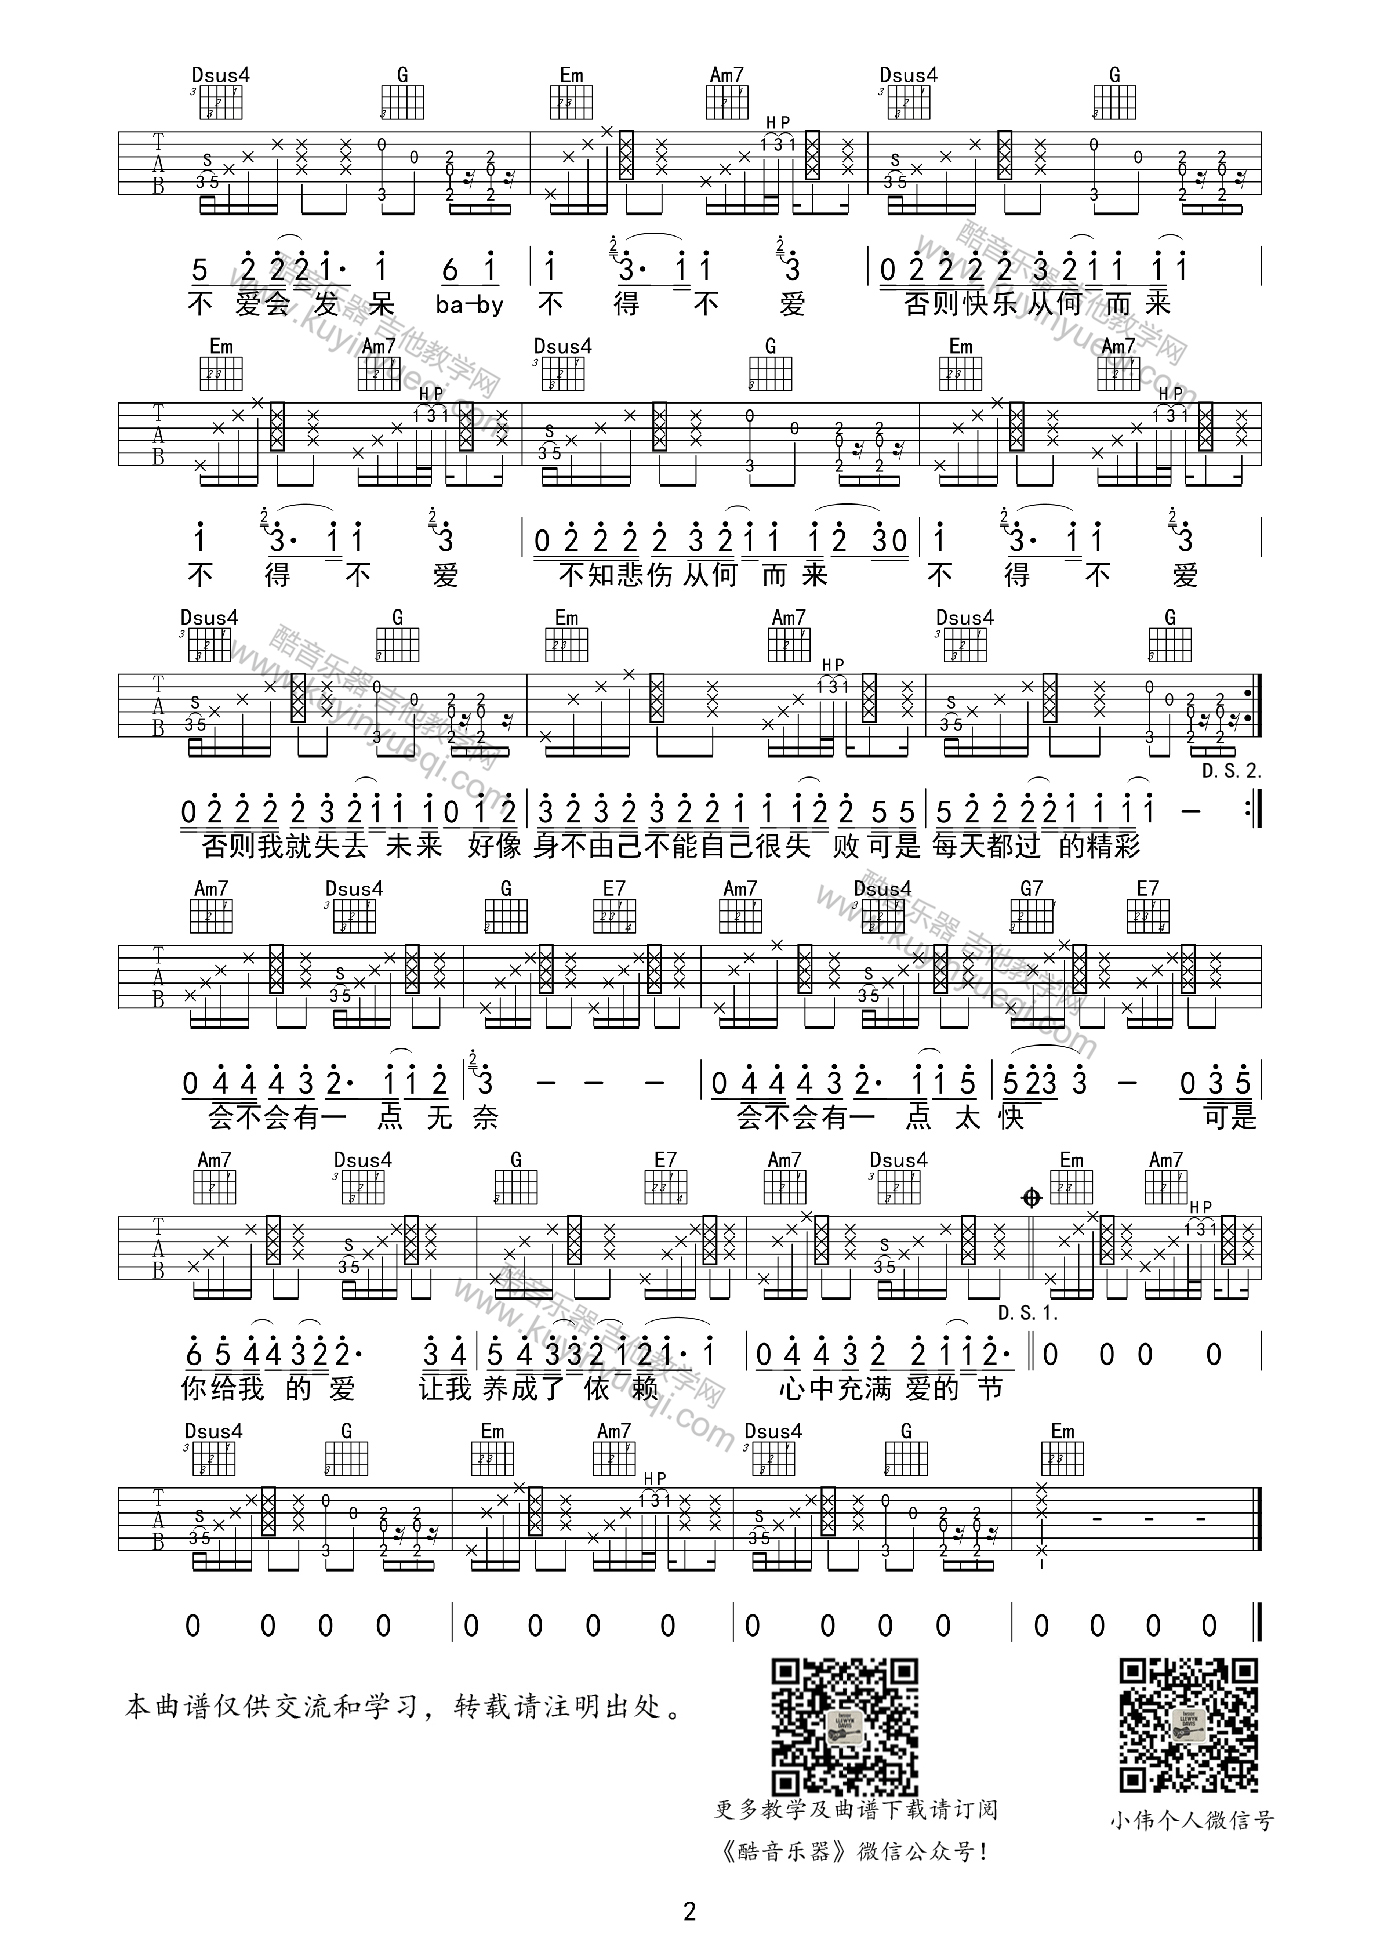 Dsus4 G Em Am7 Dsus4 G
5 2 2 2 1· 1 6 1 1 3· 1 1 3 0 2 2 2 2 3 2 1 1 1 1
不 爱会 发 呆 ba-by 不 得 不 爱 否则快乐从何 而 来
Em Am7 Dsus4 G Em Am7
1 3· 1 1 3 0 2 2 2 2 3 2 1 1 1 2 3 0 1 3· 1 1 3
不 得 不 爱 不知悲伤从何 而 来 不 得 不 爱
Dsus4 G Em Am7 Dsus4 G
D.S.2.
0 2 2 2 2 3 2 1 1 1 0 1 2 3 2 2 2 3 2 2 1 1 1 2 2 5 5 5 2 2 2 2 1 1 1 1 –
否则我就失去 未来 好像 身不由己不能自己很失 败可是 每天都过 的精彩
Am7 Dsus4 G E7 Am7 Dsus4 G7 E7
0 4 4 4 3 2· 1 1 2 3 – – – 0 4 4 4 3 2· 1 1 5 5 2 3 3 – 0 3 5
会不会有一 点 无 奈 会不会有一 点 太 快 可是
Am7 Dsus4 G E7 Am7 Dsus4 Em Am7
D.S.1.
6 5 4 4 3 2 2· 3 4 5 4 3 3 2 1 2 1· 1 0 4 4 3 2 2 1 1 2· 0 0 0 0
你给我 的 爱 让我 养成了 依 赖 心中充满 爱的 节
Dsus4 G Em Am7 Dsus4 G Em
0 0 0 0 0 0 0 0 0 0 0 0 0 0 0 0
本曲谱仅供交流和学习，转载请注明出处。
更多教学及曲谱下载请订阅
《酷音乐器》微信公众号！
小伟个人微信号
酷音乐器 吉他教学网
www.kuyinyueqi.com
2